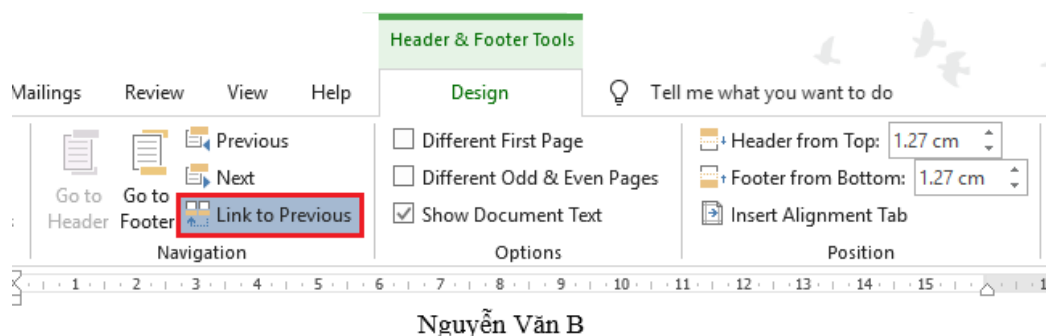 Header & Footer Tools
Mailings Review View Help Design Tell me what you want to do
Previous Different First Page Header from Top: 1.27 cm
Next Different Odd & Even Pages Footer from Bottom: 1.27 cm
Go to Header Go to Footer Link to Previous Show Document Text Insert Alignment Tab
Navigation Options Position
1 2 3 4 5 6 7 8 9 10 11 12 13 14 15
Nguyễn Văn B